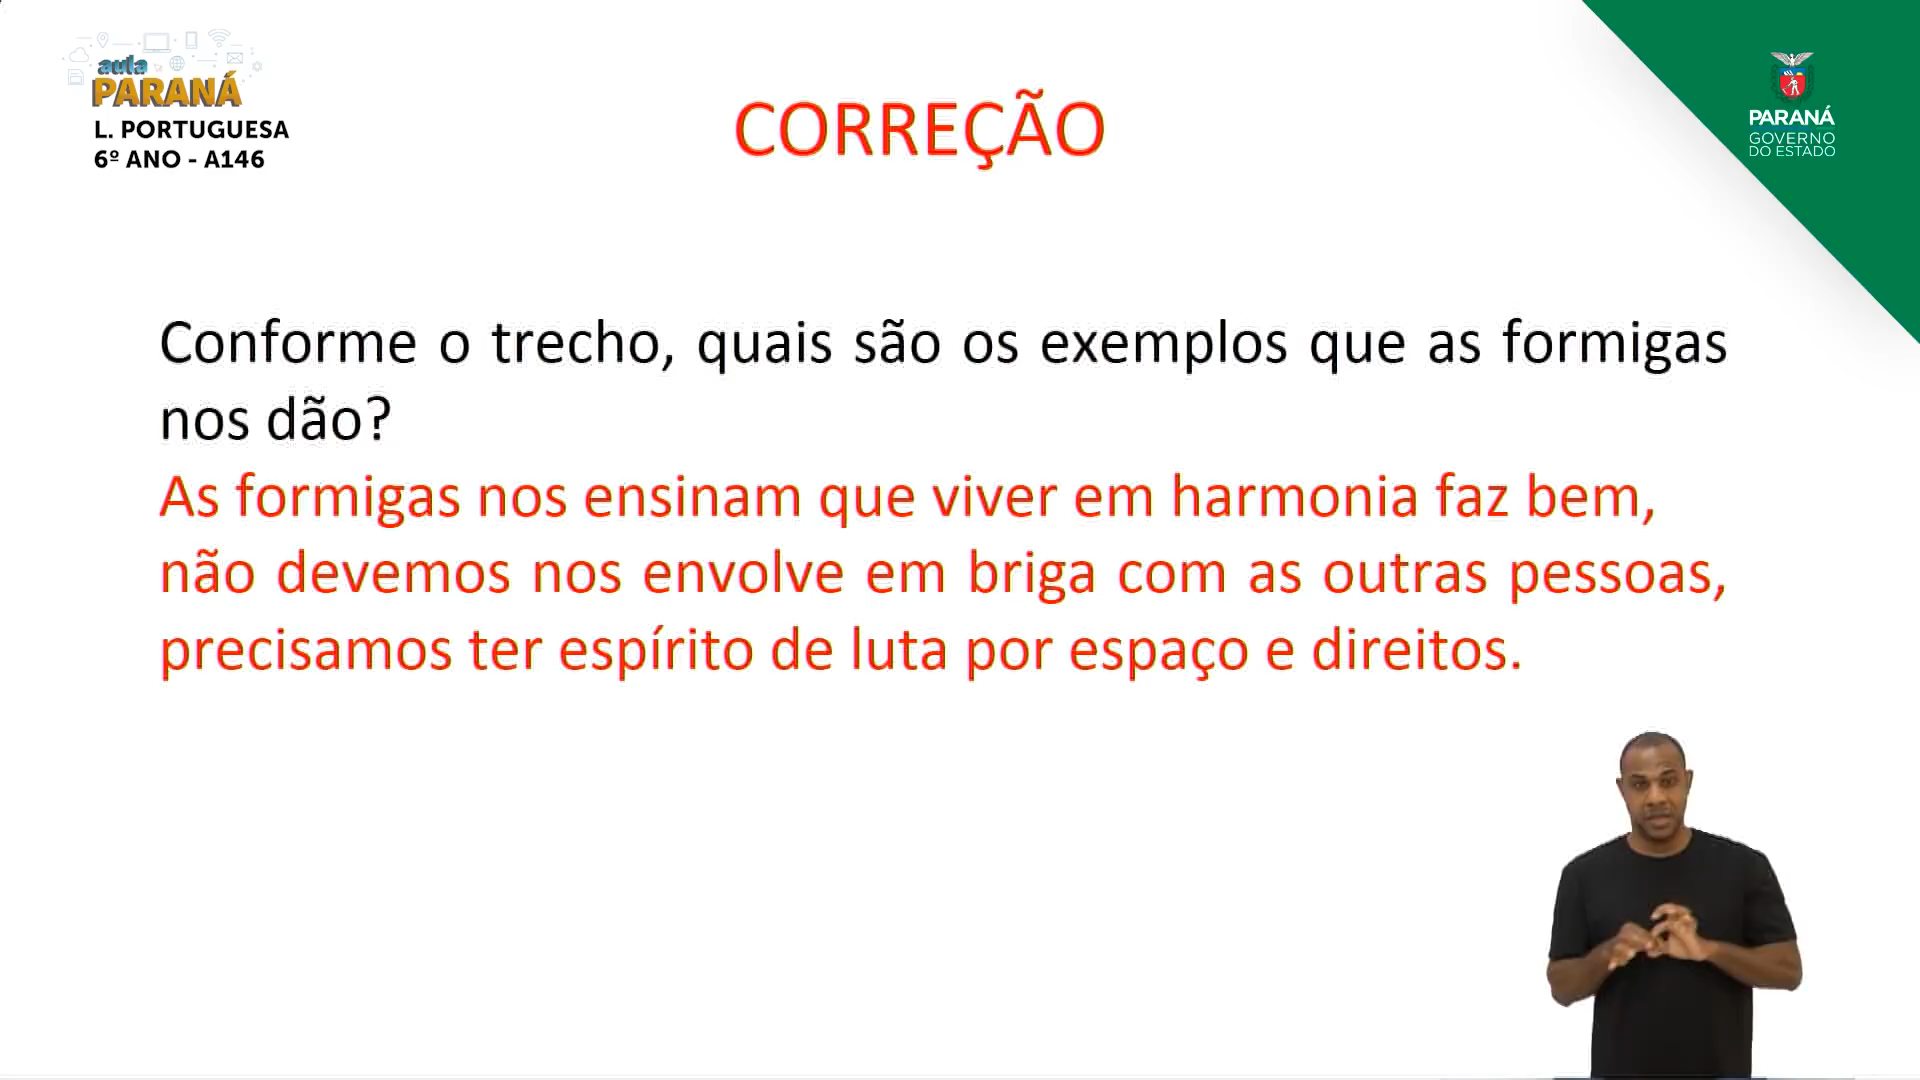 aula
PARANÁ
L. PORTUGUESA
6º ANO - A146
CORREÇÃO
PARANÁ
GOVERNO
DO ESTADO
Conforme o trecho, quais são os exemplos que as formigas
nos dão?
As formigas nos ensinam que viver em harmonia faz bem,
não devemos nos envolve em briga com as outras pessoas,
precisamos ter espírito de luta por espaço e direitos.